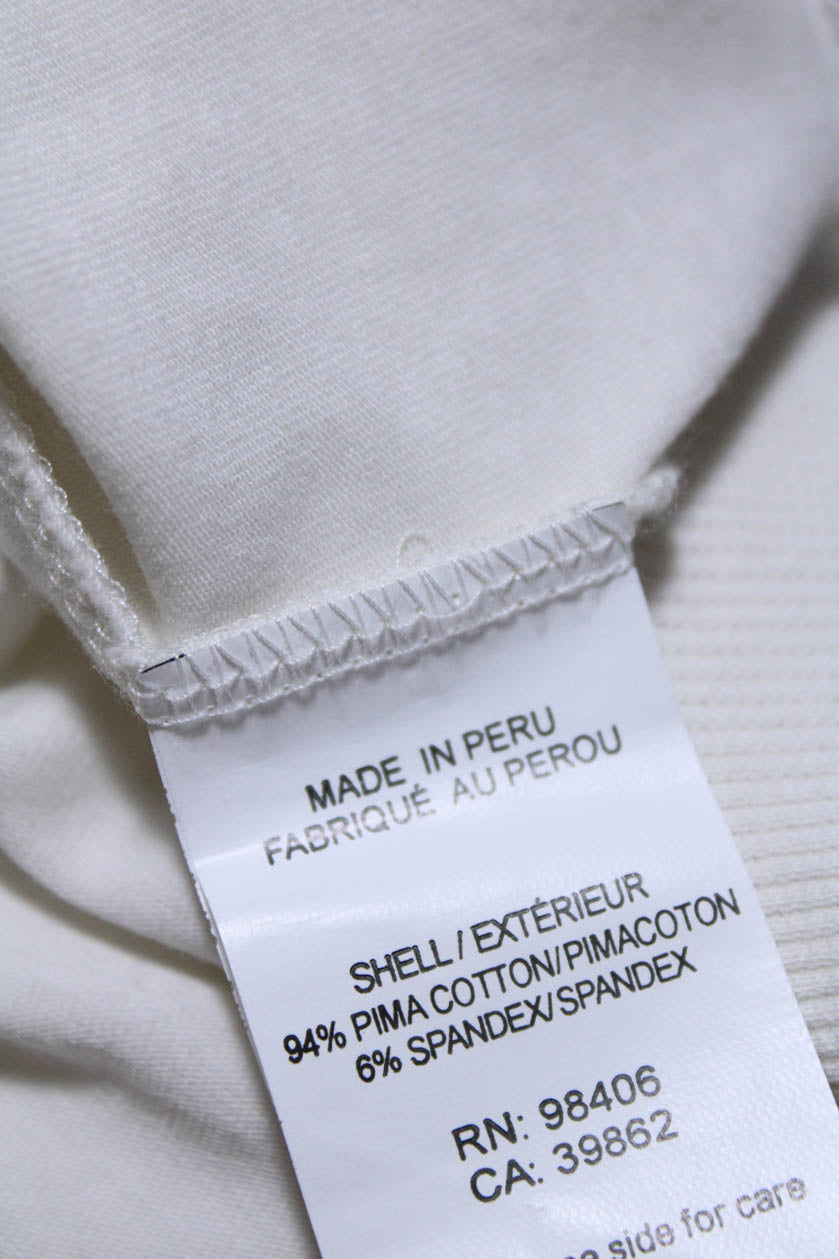 MADE IN PERU
FABRIQUÉ AU PEROU
SHELL / EXTÉRIEUR
94% PIMA COTTON/PIMACOTON
6% SPANDEX/SPANDEX
RN: 98406
CA: 39862
side for care